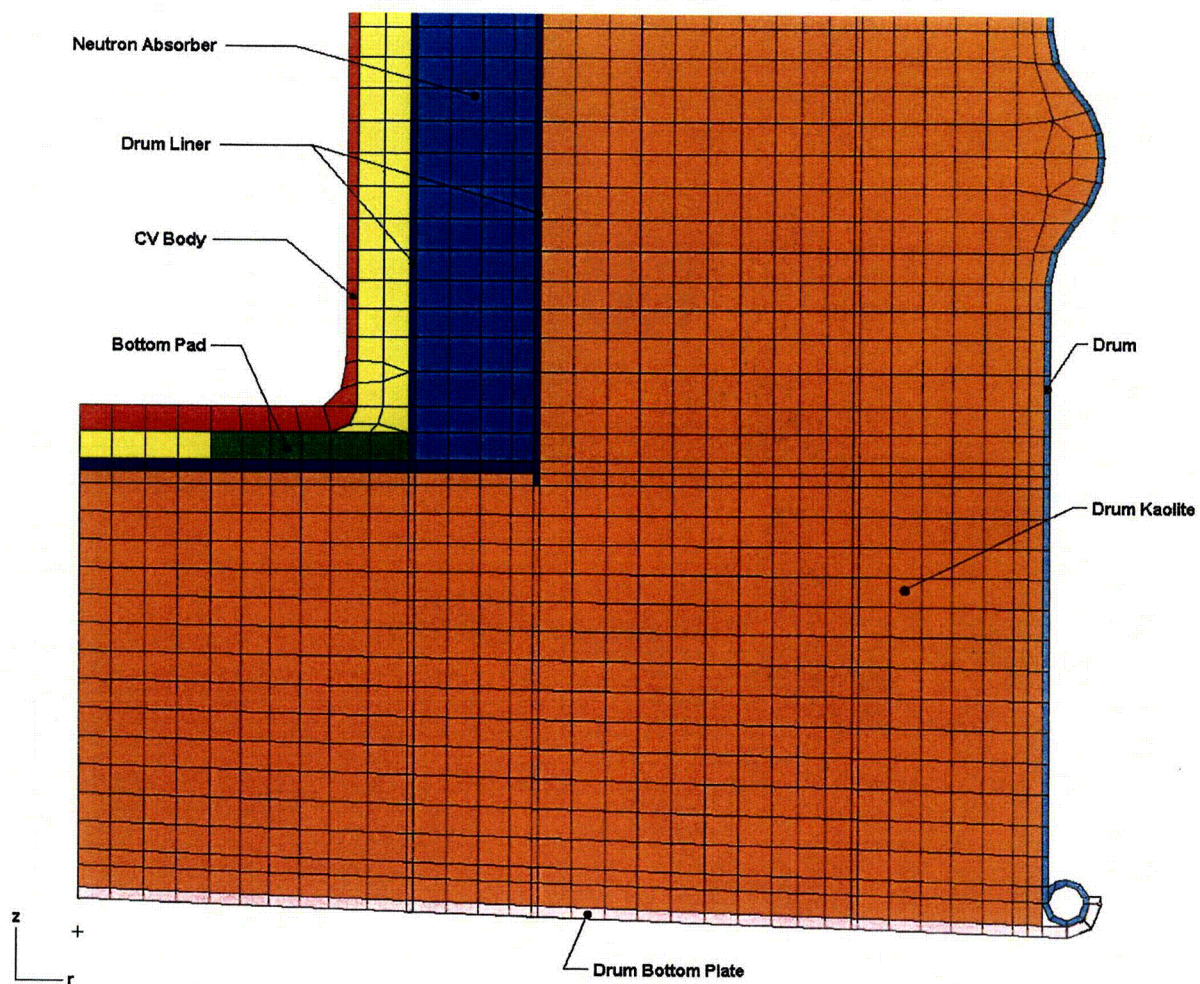 Neutron Absorber
Drum Liner
CV Body
Bottom Pad
Drum
Drum Kaolite
Drum Bottom Plate
z
r